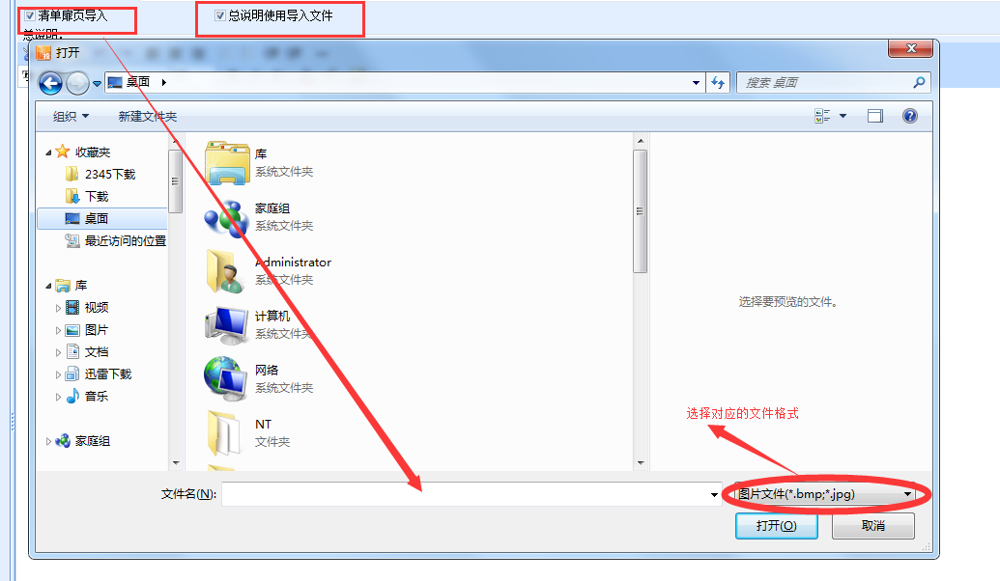 清单扉页导入
总说明使用导入文件
总说明:
打开
桌面
搜索 桌面
组织
新建文件夹
收藏夹
2345下载
下载
桌面
最近访问的位置
库
视频
图片
文档
迅雷下载
音乐
家庭组
库
系统文件夹
家庭组
系统文件夹
Administrator
系统文件夹
计算机
系统文件夹
网络
系统文件夹
NT
文件夹
选择要预览的文件。
选择对应的文件格式
文件名(N):
图片文件(*.bmp;*.jpg)
打开(O)
取消